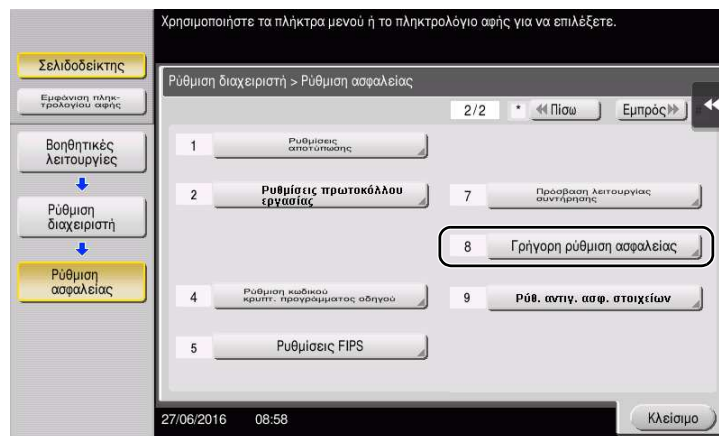 Χρησιμοποιήστε τα πλήκτρα μενού ή το πληκτρολόγιο αφής για να επιλέξετε.
Σελιδοδείκτης
Εμφάνιση πληκ-
τρολογίου αφής
Βοηθητικές
λειτουργίες
Ρύθμιση
διαχειριστή
Ρύθμιση
ασφαλείας
Ρύθμιση διαχειριστή > Ρύθμιση ασφαλείας
2/2 * Πίσω Εμπρός
1 Ρυθμίσεις
αποτύπωσης
2 Ρυθμίσεις πρωτοκόλλου
εργασίας
7 Πρόσβαση λειτουργίας
συντήρησης
8 Γρήγορη ρύθμιση ασφαλείας
4 Ρύθμιση κωδικού
κρυπτ. προγράμματος οδηγού
9 Ρύθ. αντιγ. ασφ. στοιχείων
5 Ρυθμίσεις FIPS
27/06/2016 08:58
Κλείσιμο